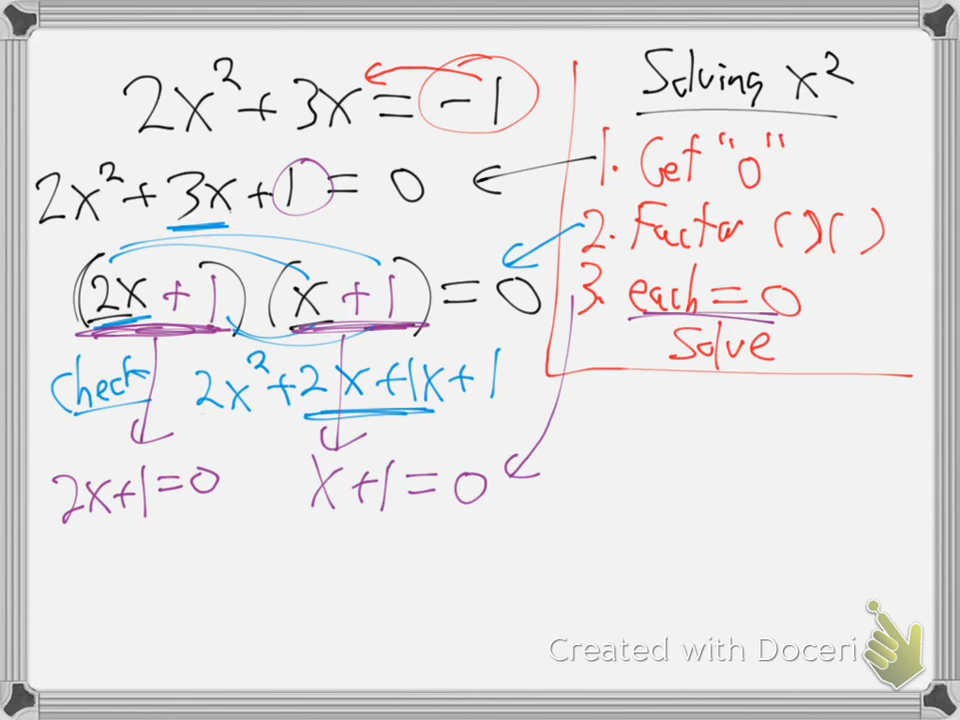 2x² + 3x = -1
2x² + 3x + 1 = 0
(2x + 1) (x + 1) = 0
Check 2x² + 2x + 1x + 1
2x + 1 = 0 x + 1 = 0
Solving x²
1. Get "0"
2. Factor ( )( )
3. each = 0
Solve
Created with Doceri